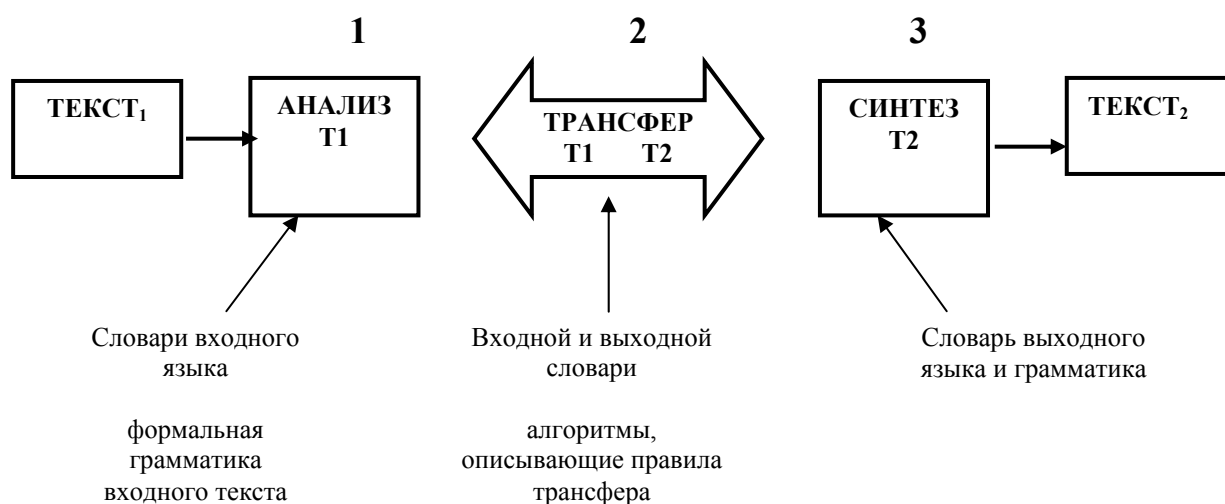 1
2
3
ТЕКСТ₁
АНАЛИЗ
Т1
ТРАНСФЕР
Т1 Т2
СИНТЕЗ
Т2
ТЕКСТ₂
Словари входного
языка
формальная
грамматика
входного текста
Входной и выходной
словари
алгоритмы,
описывающие правила
трансфера
Словарь выходного
языка и грамматика